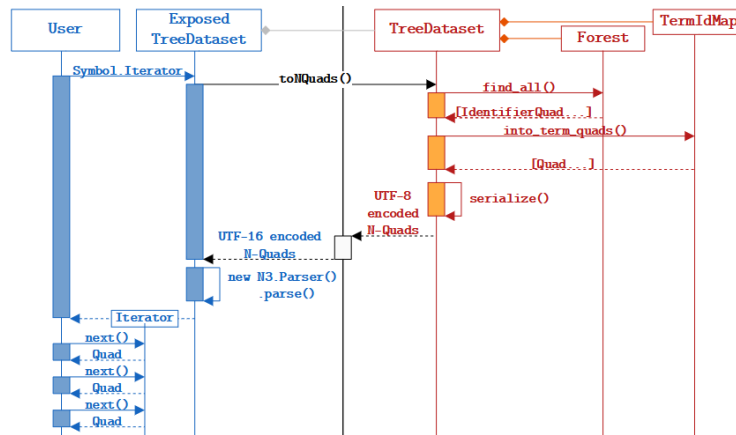 User
Exposed
TreeDataset
TreeDataset
Forest
TermIdMap
Symbol.Iterator
toNQuads()
find_all()
[IdentifierQuad...]
into_term_quads()
[Quad...]
UTF-8
encoded
N-Quads
serialize()
UTF-16 encoded
N-Quads
new N3.Parser()
.parse()
Iterator
next()
Quad
next()
Quad
next()
Quad